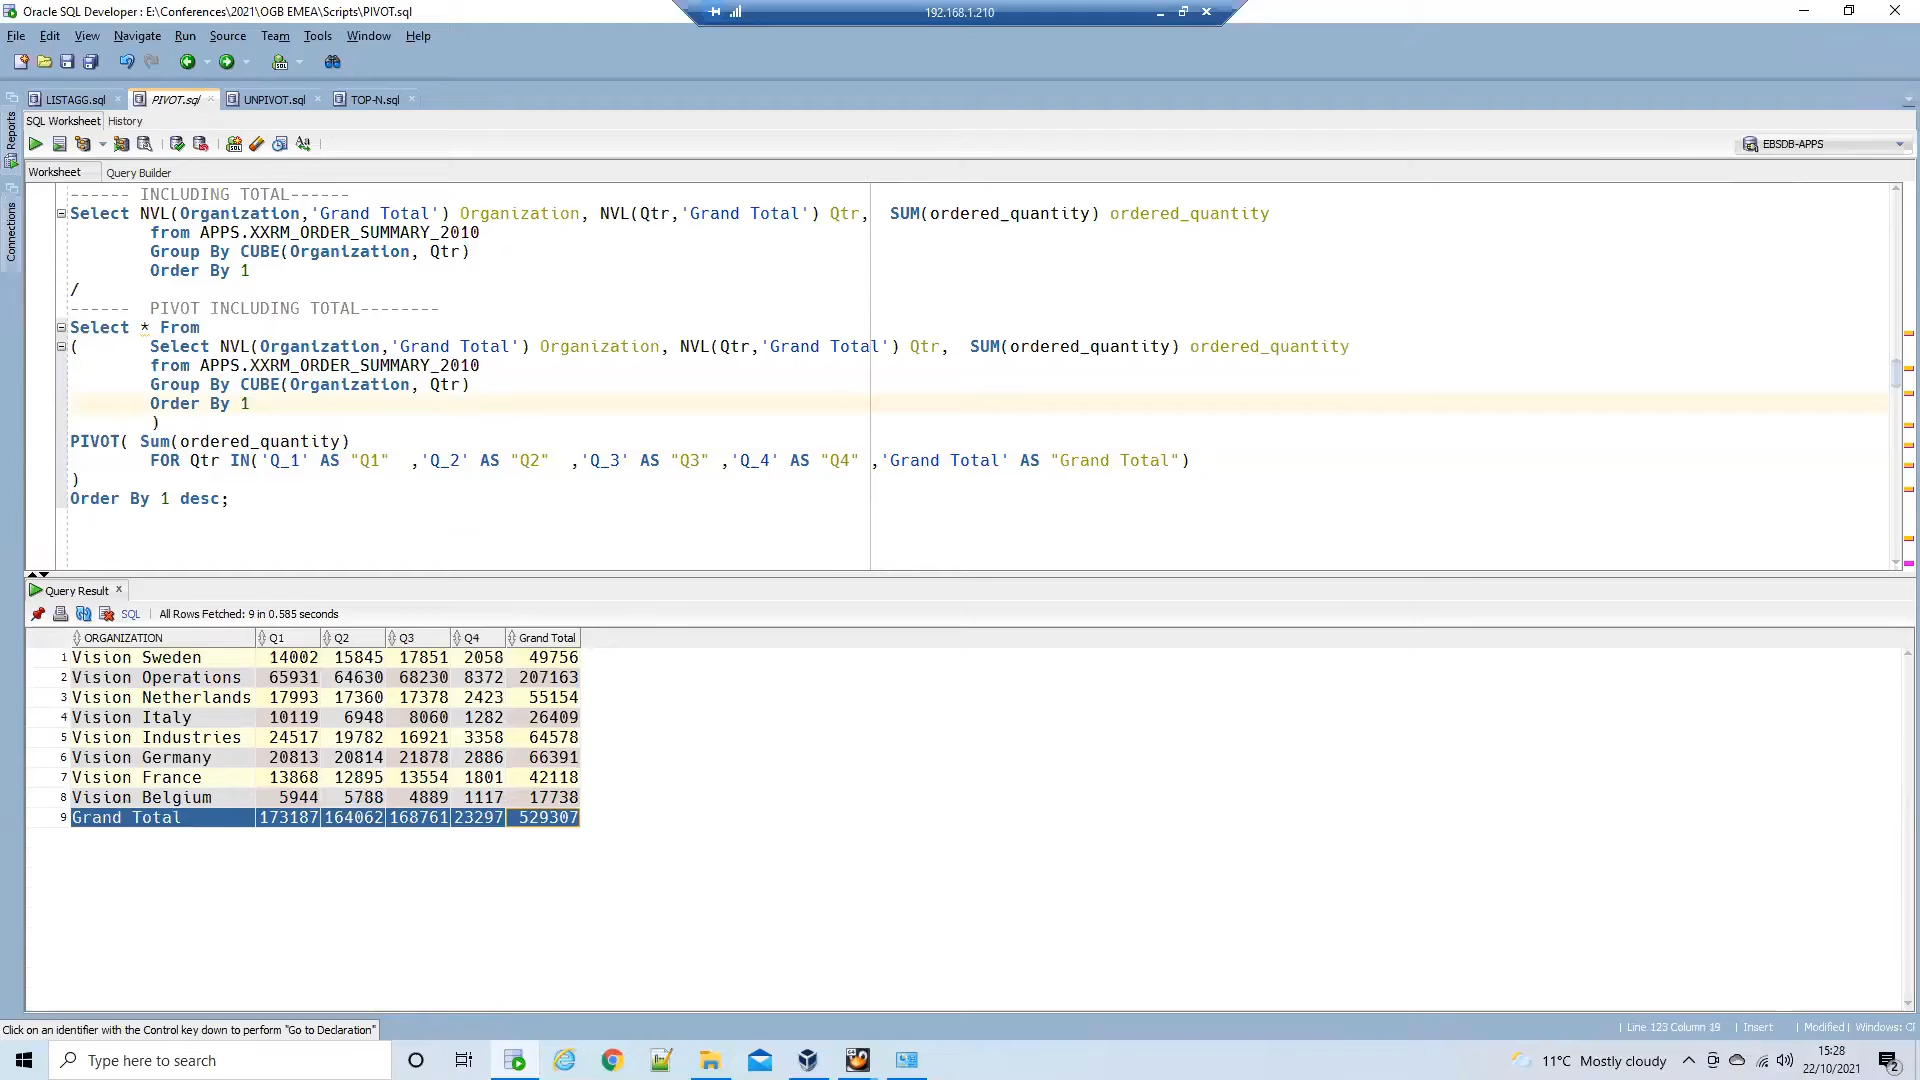 Oracle SQL Developer : E:\Conferences\2021\OGB EMEA\Scripts\PIVOT.sql
192.168.1.210
File Edit View Navigate Run Source Team Tools Window Help
LISTAGG.sql PIVOT.sql UNPIVOT.sql TOP-N.sql
Reports
Connections
SQL Worksheet History
EBSDB-APPS
Worksheet Query Builder
------ INCLUDING TOTAL------
Select NVL(Organization,'Grand Total') Organization, NVL(Qtr,'Grand Total') Qtr, SUM(ordered_quantity) ordered_quantity
from APPS.XXRM_ORDER_SUMMARY_2010
Group By CUBE(Organization, Qtr)
Order By 1
/
------ PIVOT INCLUDING TOTAL--------
Select * From
( Select NVL(Organization,'Grand Total') Organization, NVL(Qtr,'Grand Total') Qtr, SUM(ordered_quantity) ordered_quantity
from APPS.XXRM_ORDER_SUMMARY_2010
Group By CUBE(Organization, Qtr)
Order By 1
)
PIVOT( Sum(ordered_quantity)
FOR Qtr IN('Q_1' AS "Q1" ,'Q_2' AS "Q2" ,'Q_3' AS "Q3" ,'Q_4' AS "Q4" ,'Grand Total' AS "Grand Total")
)
Order By 1 desc;
Query Result
SQL All Rows Fetched: 9 in 0.585 seconds
ORGANIZATION Q1 Q2 Q3 Q4 Grand Total
1 Vision Sweden 14002 15845 17851 2058 49756
2 Vision Operations 65931 64630 68230 8372 207163
3 Vision Netherlands 17993 17360 17378 2423 55154
4 Vision Italy 10119 6948 8060 1282 26409
5 Vision Industries 24517 19782 16921 3358 64578
6 Vision Germany 20813 20814 21878 2886 66391
7 Vision France 13868 12895 13554 1801 42118
8 Vision Belgium 5944 5788 4889 1117 17738
9 Grand Total 173187 164062 168761 23297 529307
Click on an identifier with the Control key down to perform "Go to Declaration"
Line 123 Column 19 Insert Modified Windows:
Type here to search
11°C Mostly cloudy
15:28
22/10/2021
2